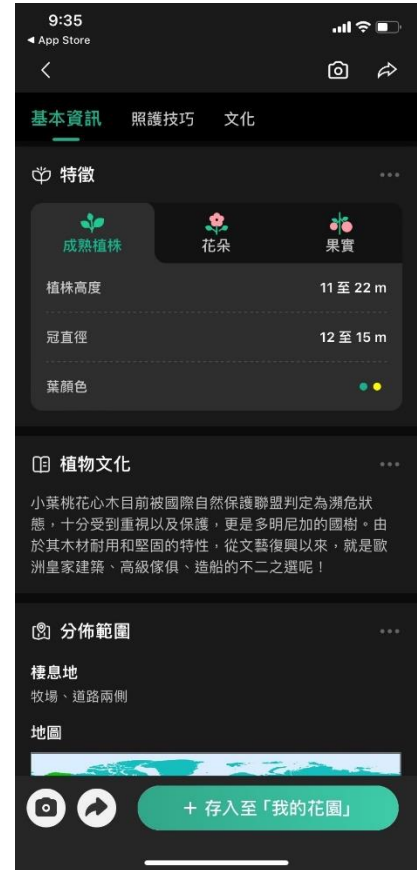 9:35
◀ App Store
基本資訊 照護技巧 文化
特徵
成熟植株 花朵 果實
植株高度 11 至 22 m
冠直徑 12 至 15 m
葉顏色
植物文化
小葉桃花心木目前被國際自然保護聯盟判定為瀕危狀
態,十分受到重視以及保護,更是多明尼加的國樹。由
於其木材耐用和堅固的特性,從文藝復興以來,就是歐
洲皇家建築、高級傢俱、造船的不二之選呢!
分佈範圍
棲息地
牧場、道路兩側
地圖
+ 存入至「我的花園」